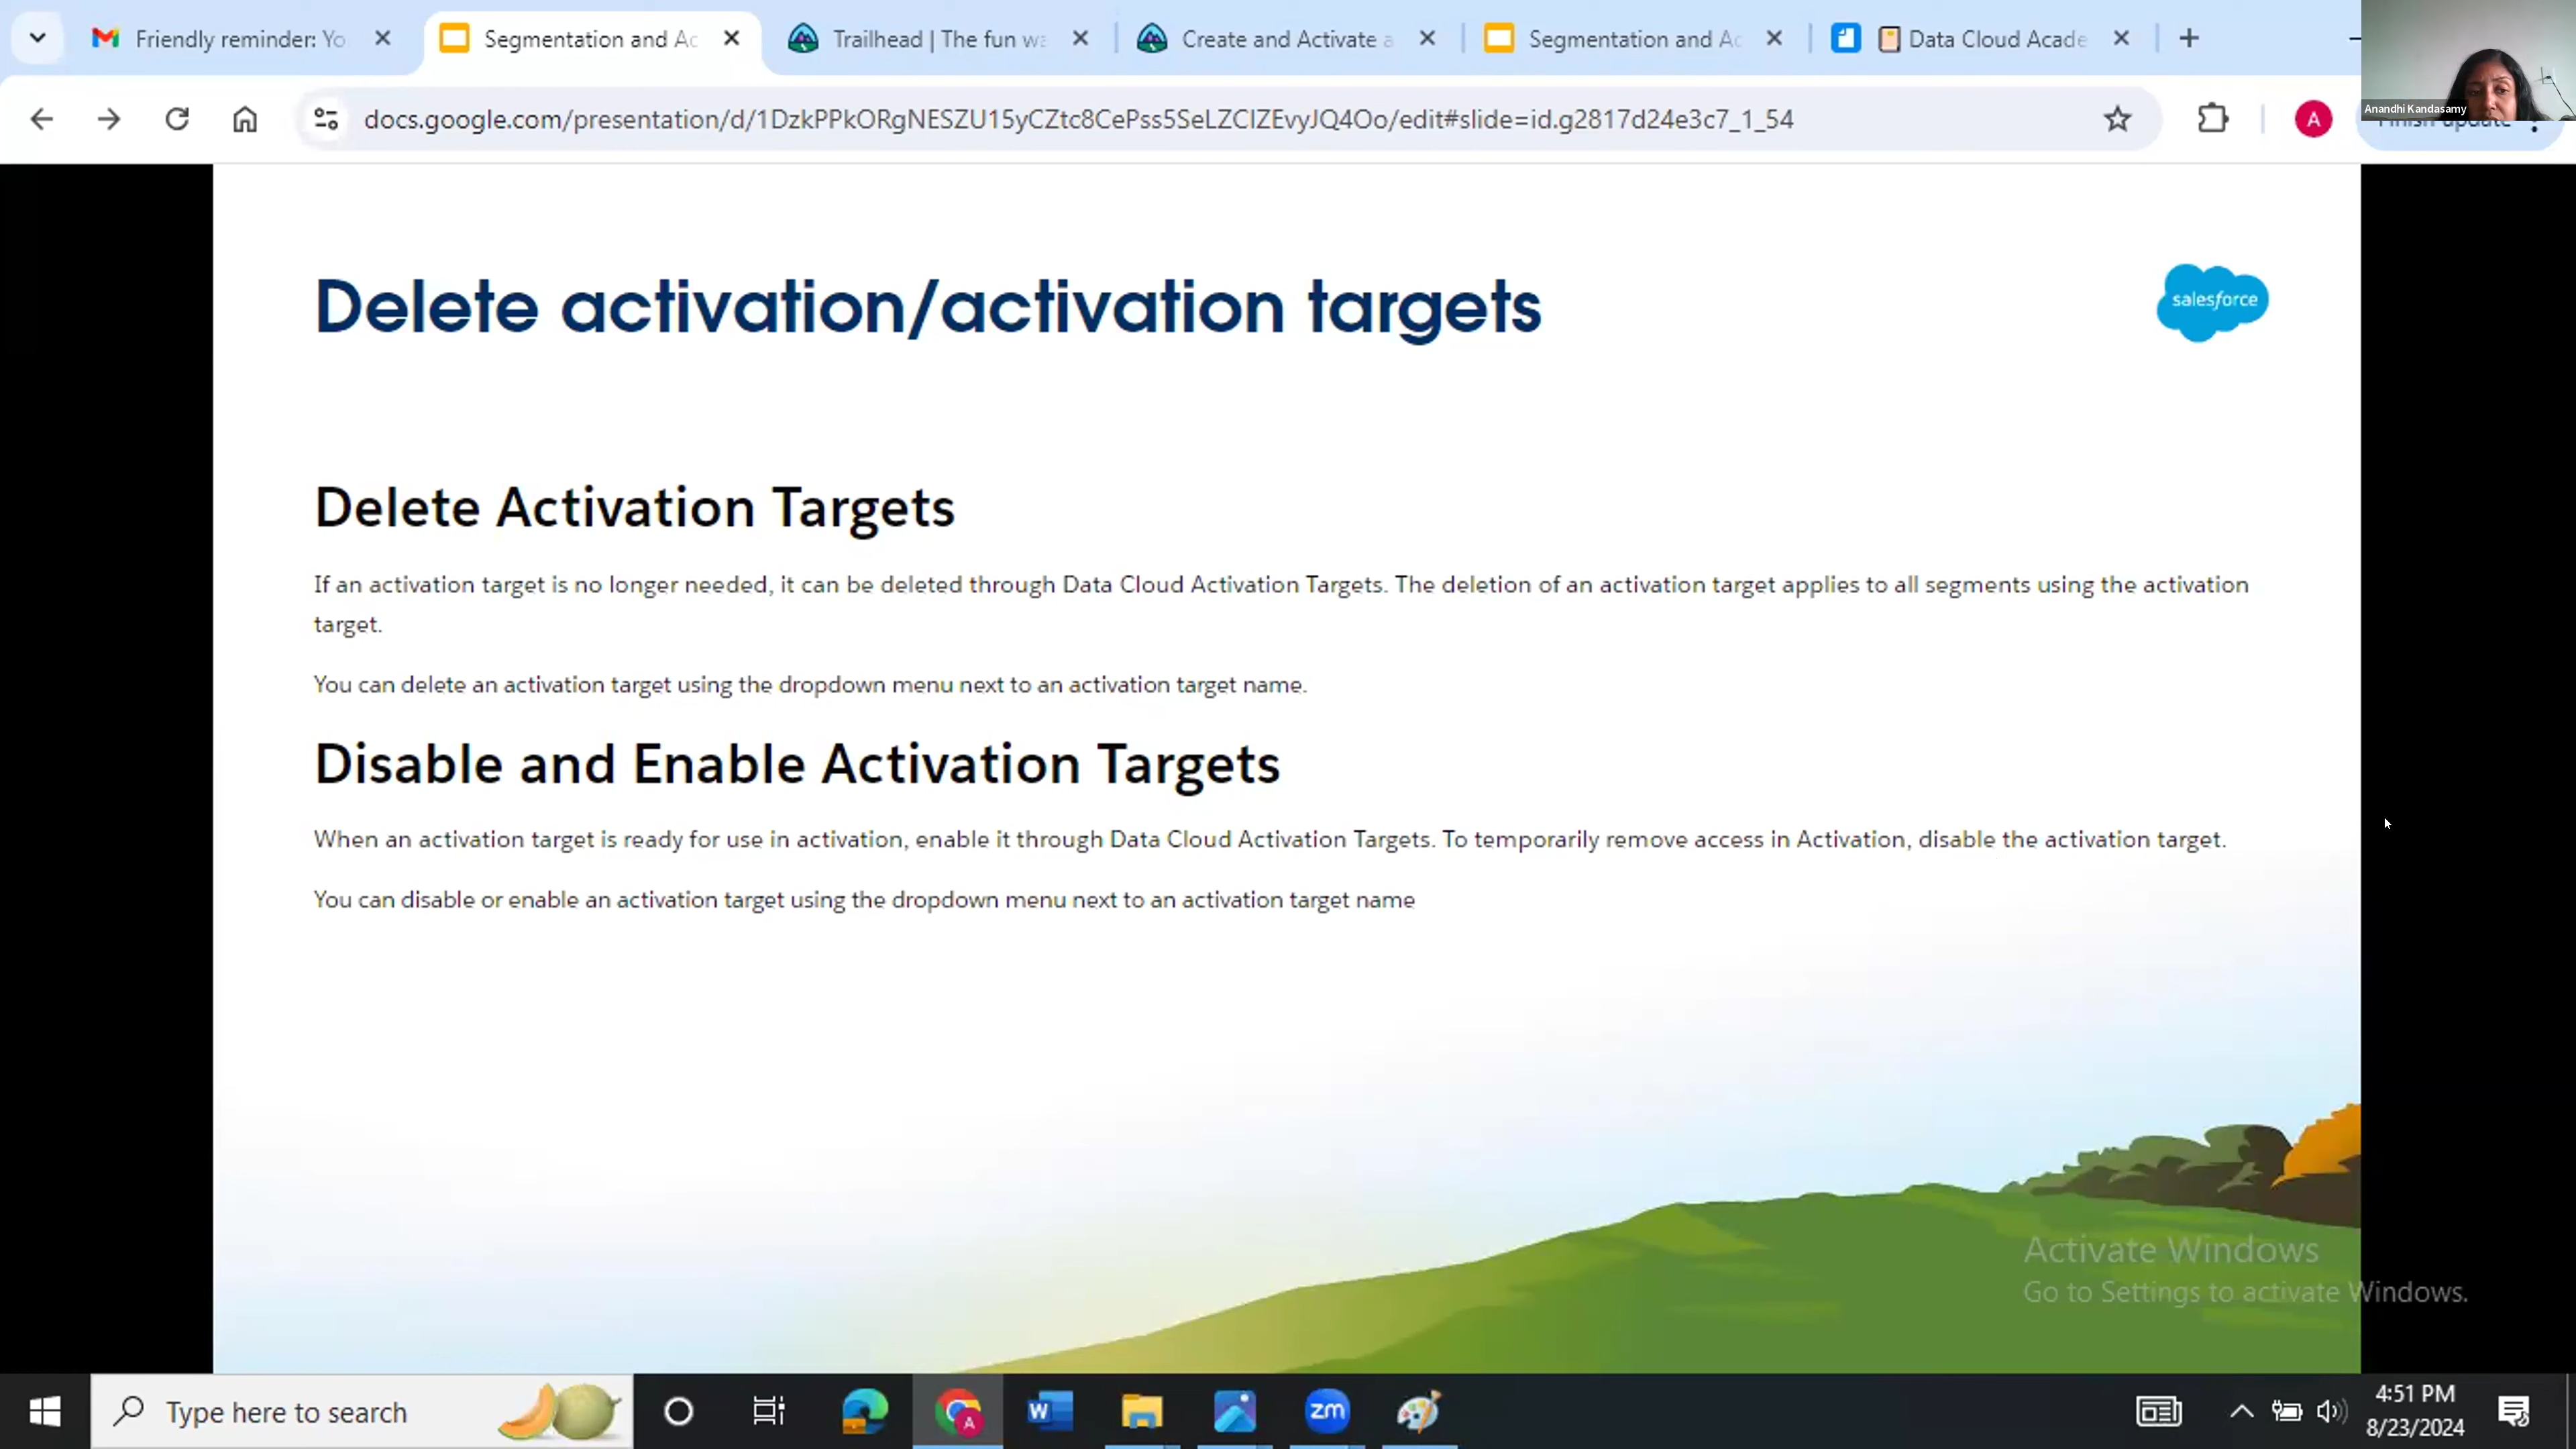 Friendly reminder: Yo
Segmentation and Ac
Trailhead | The fun wa
Create and Activate a
Segmentation and Ac
Data Cloud Acade
docs.google.com/presentation/d/1DzkPPkORgNESZU15yCZtc8CePss5SeLZCIZEvyJQ4Oo/edit#slide=id.g2817d24e3c7_1_54
A
Anandhi Kandasamy
Finish update
Delete activation/activation targets
salesforce
Delete Activation Targets
If an activation target is no longer needed, it can be deleted through Data Cloud Activation Targets. The deletion of an activation target applies to all segments using the activation
target.
You can delete an activation target using the dropdown menu next to an activation target name.
Disable and Enable Activation Targets
When an activation target is ready for use in activation, enable it through Data Cloud Activation Targets. To temporarily remove access in Activation, disable the activation target.
You can disable or enable an activation target using the dropdown menu next to an activation target name
Activate Windows
Go to Settings to activate Windows.
Type here to search
A
W
zm
4:51 PM
8/23/2024